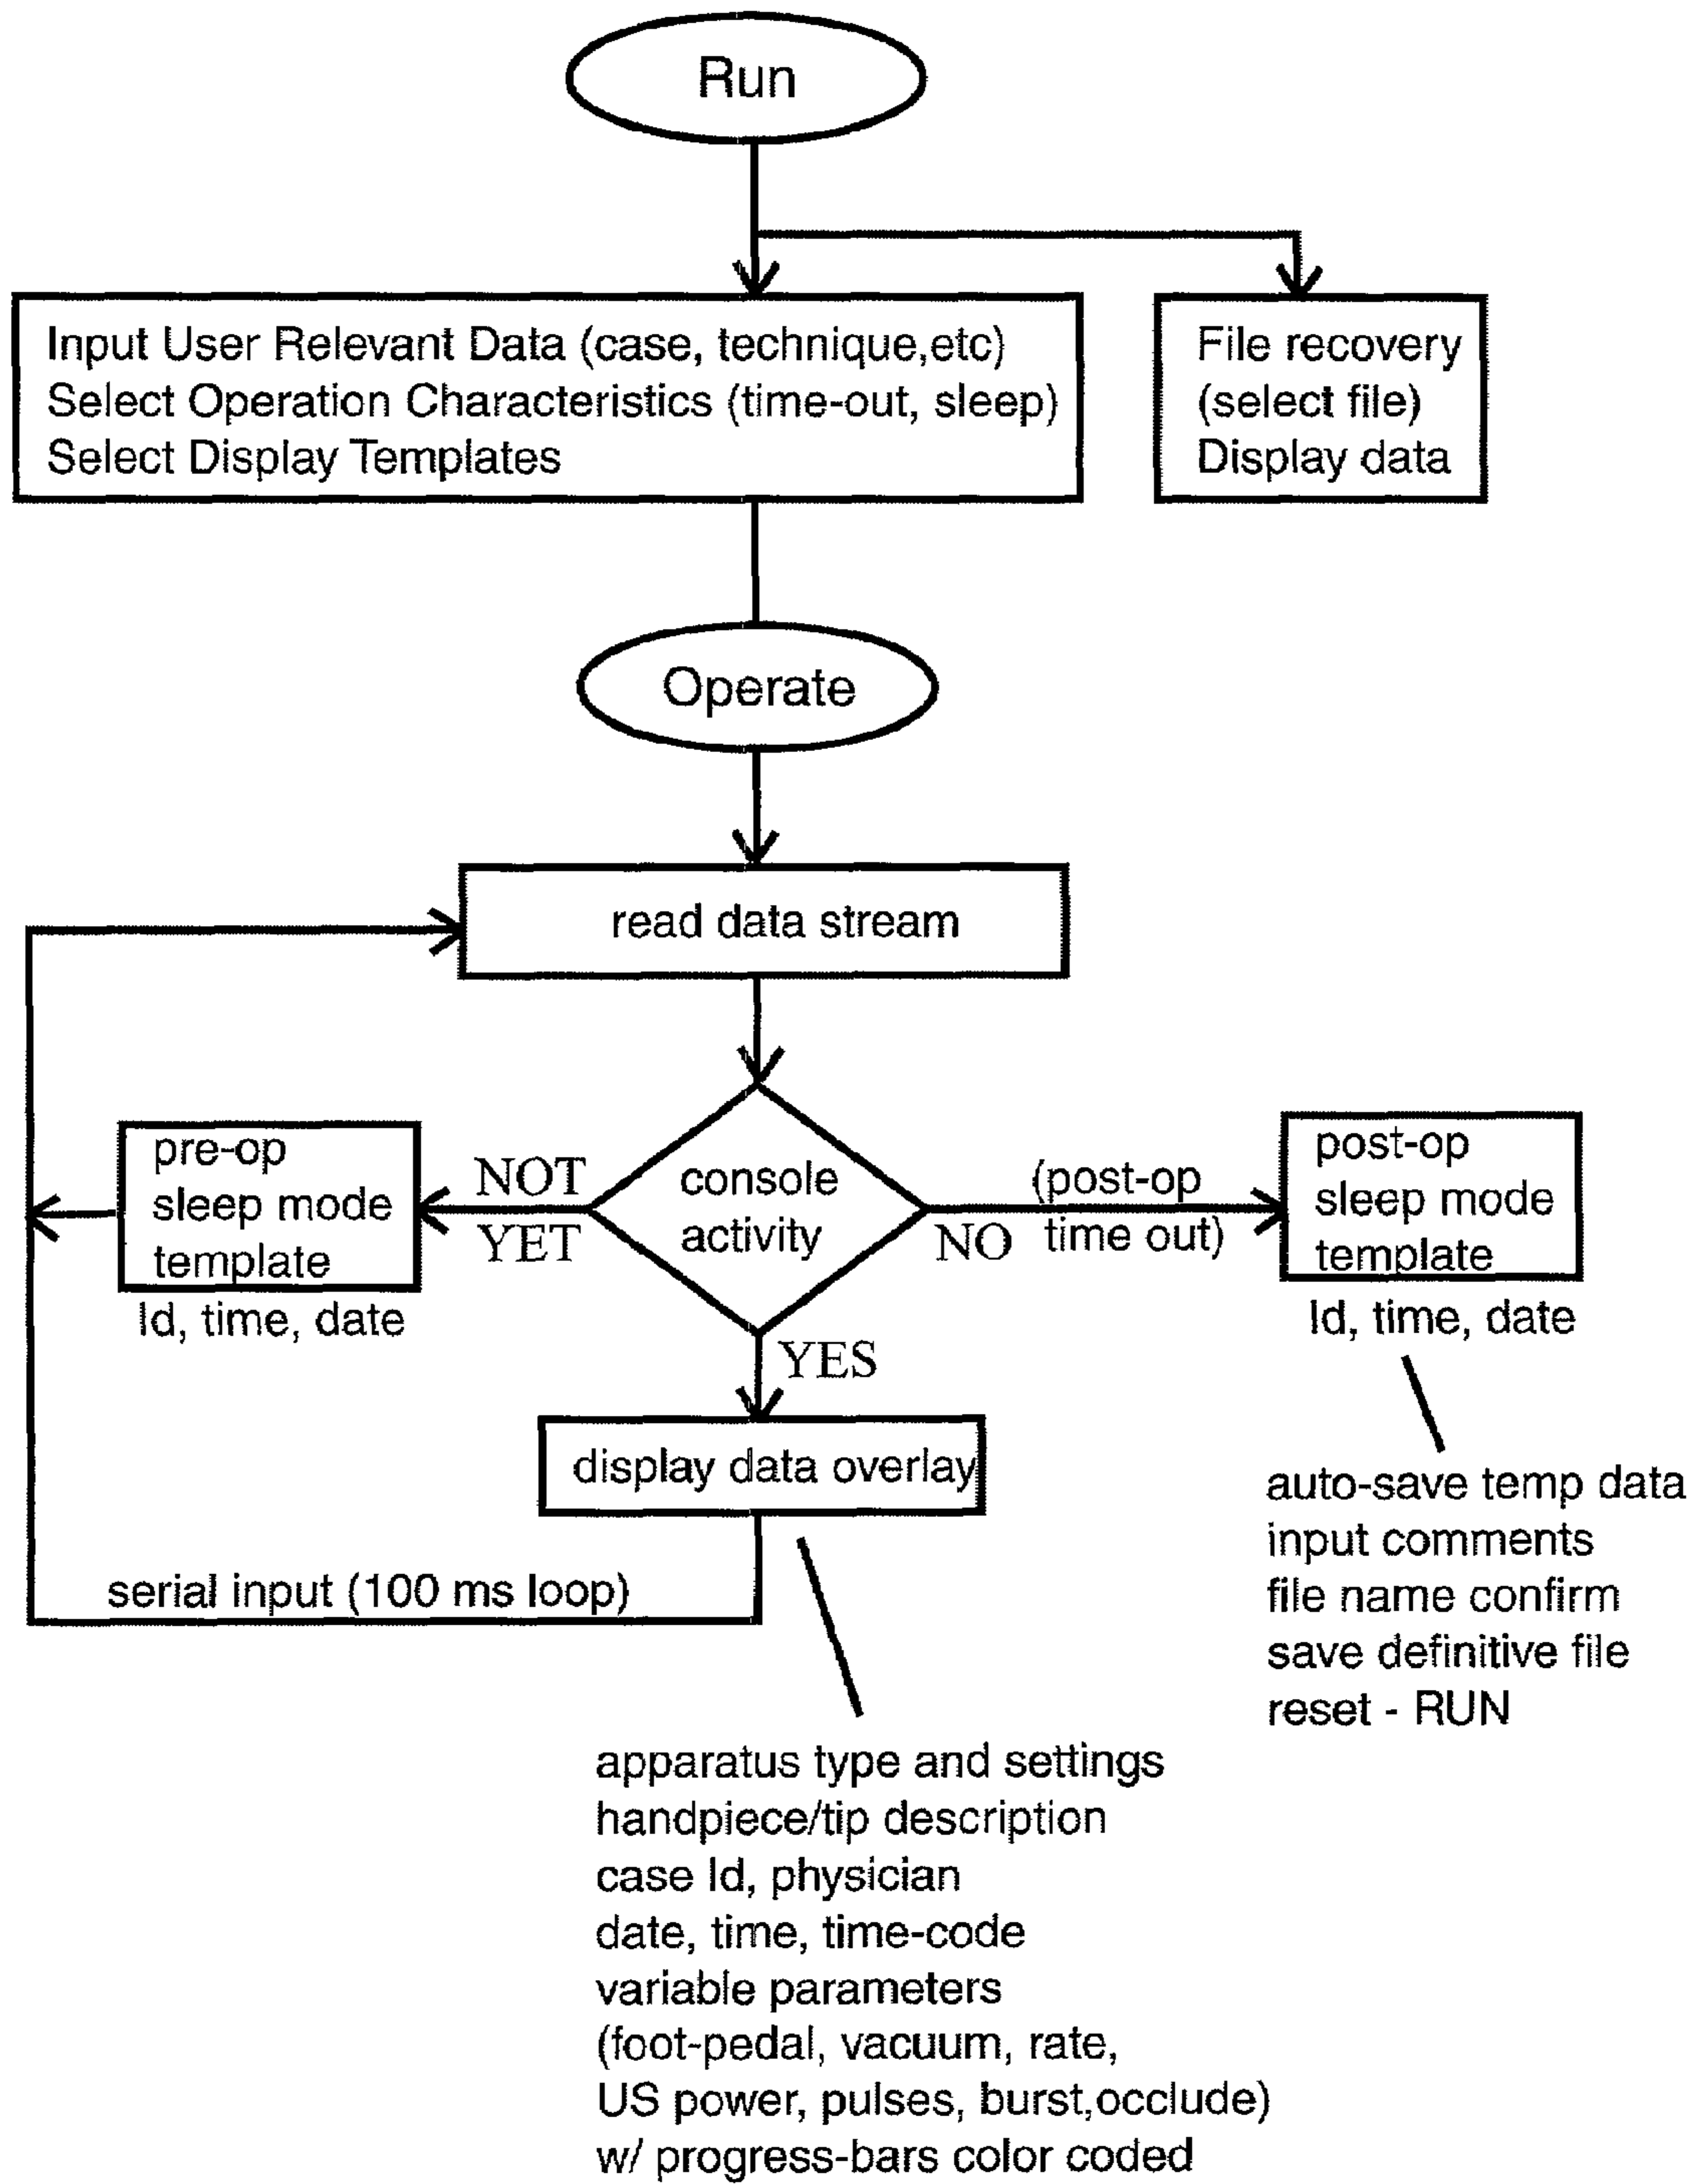 Run
Input User Relevant Data (case, technique,etc)
Select Operation Characteristics (time-out, sleep)
Select Display Templates
File recovery
(select file)
Display data
Operate
read data stream
pre-op
sleep mode
template
Id, time, date
NOT
YET
console
activity
NO
(post-op
time out)
post-op
sleep mode
template
Id, time, date
YES
display data overlay
serial input (100 ms loop)
auto-save temp data
input comments
file name confirm
save definitive file
reset - RUN
apparatus type and settings
handpiece/tip description
case Id, physician
date, time, time-code
variable parameters
(foot-pedal, vacuum, rate,
US power, pulses, burst,occlude)
w/ progress-bars color coded